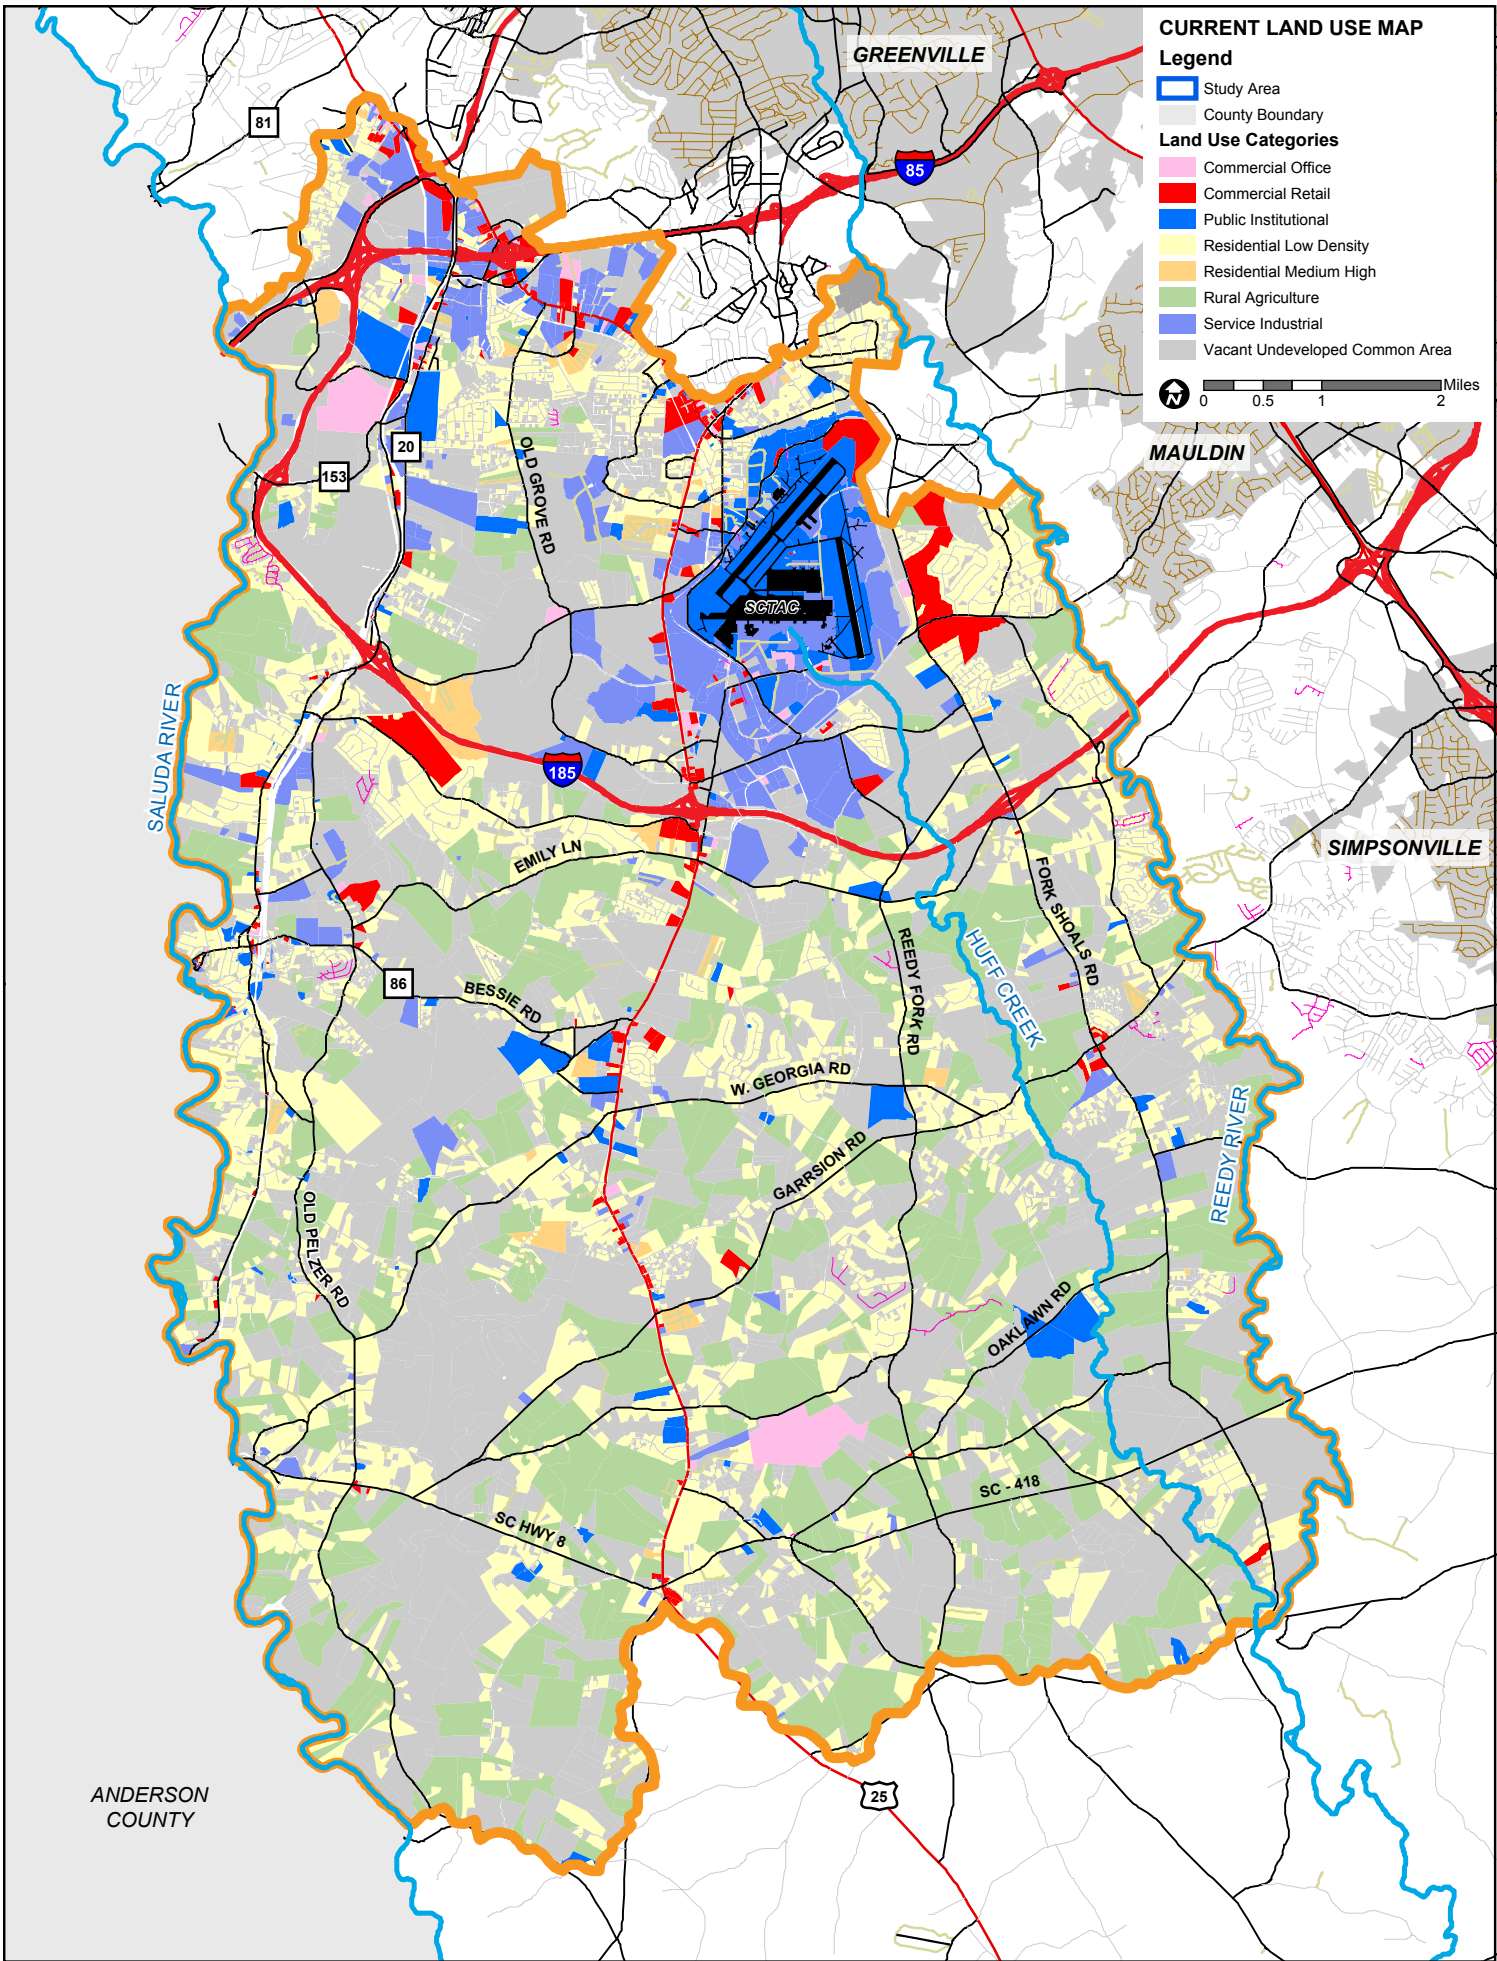 CURRENT LAND USE MAP
Legend
Study Area
County Boundary
Land Use Categories
Commercial Office
Commercial Retail
Public Institutional
Residential Low Density
Residential Medium High
Rural Agriculture
Service Industrial
Vacant Undeveloped Common Area
N
0 0.5 1 2 Miles
GREENVILLE
81
85
MAULDIN
20
153
OLD GROVE RD
SCTAC
SALUDA RIVER
185
SIMPSONVILLE
EMILY LN
FORK SHOALS RD
REEDY FORK RD
HUFF CREEK
86
BESSIE RD
W. GEORGIA RD
REEDY RIVER
GARRSION RD
OLD PELZER RD
OAKLAWN RD
SC - 418
SC HWY 8
25
ANDERSON
COUNTY